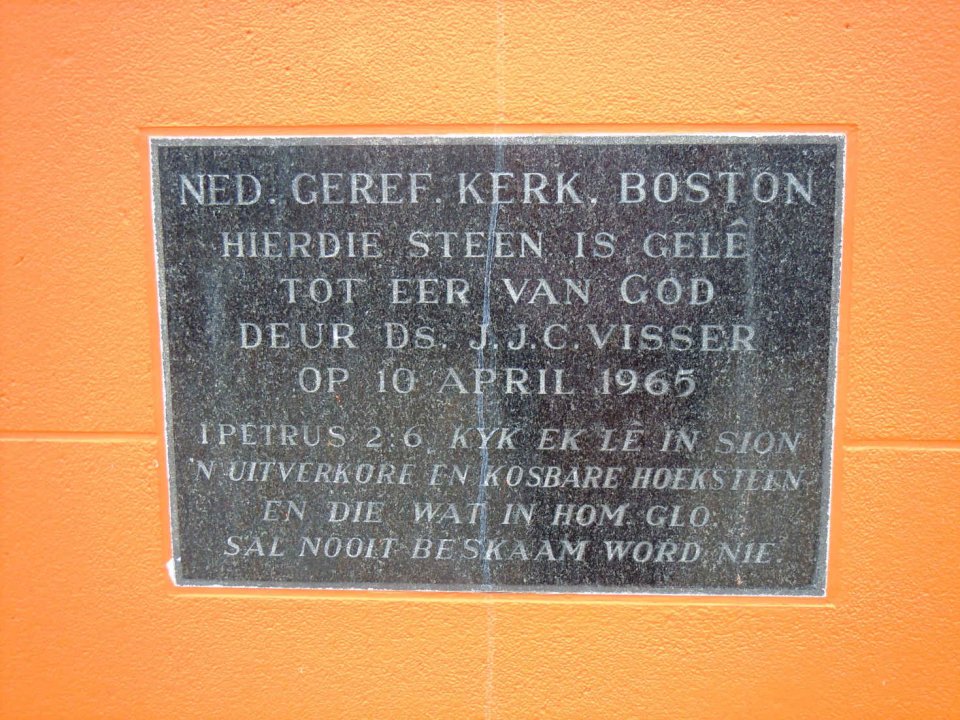 NED. GEREF. KERK. BOSTON
HIERDIE STEEN IS GELÊ
TOT EER VAN GOD
DEUR DS. J.J.C. VISSER
OP 10 APRIL 1965
I PETRUS 2:6, KYK EK LÊ IN SION
'N UITVERKORE EN KOSBARE HOEKSTEEN
EN DIE WAT IN HOM GLO.
SAL NOOIT BESKAAM WORD NIE.